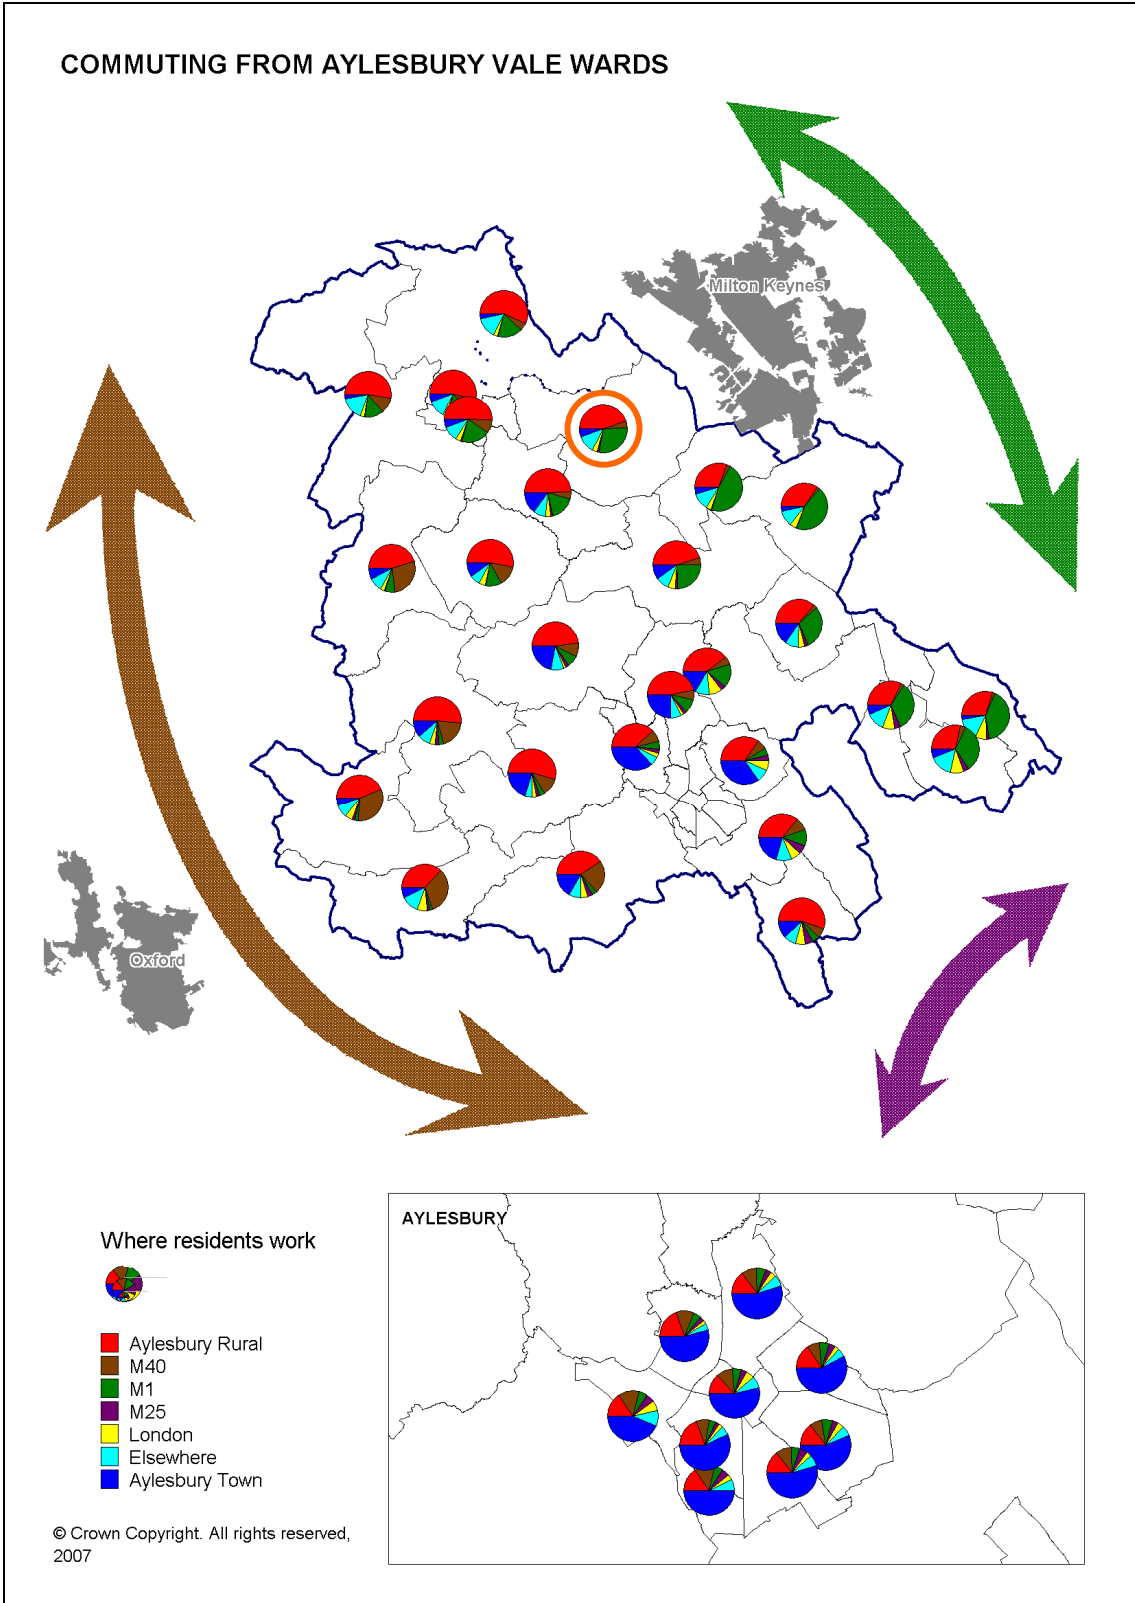 COMMUTING FROM AYLESBURY VALE WARDS
Milton Keynes
Oxford
Where residents work
Aylesbury Rural
M40
M1
M25
London
Elsewhere
Aylesbury Town
© Crown Copyright. All rights reserved,
2007
AYLESBURY